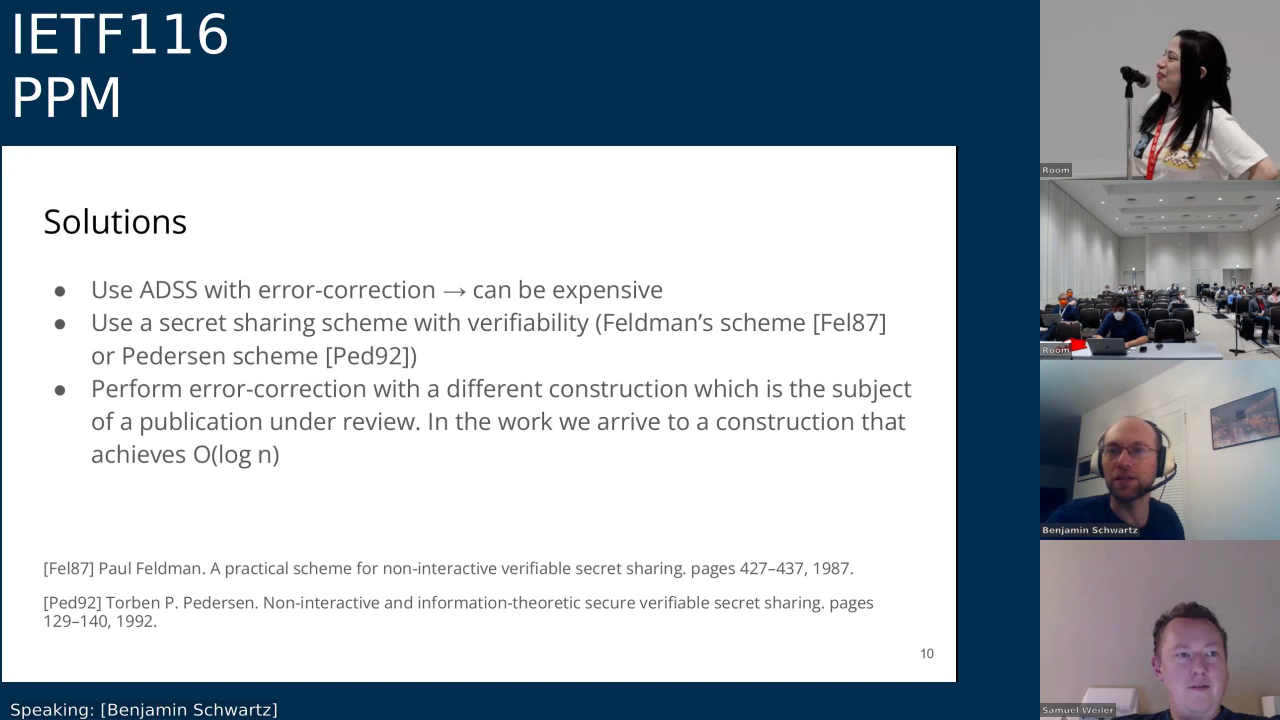 IETF116
PPM
Solutions
● Use ADSS with error-correction → can be expensive
● Use a secret sharing scheme with verifiability (Feldman’s scheme [Fel87]
or Pedersen scheme [Ped92])
● Perform error-correction with a different construction which is the subject
of a publication under review. In the work we arrive to a construction that
achieves O(log n)
[Fel87] Paul Feldman. A practical scheme for non-interactive verifiable secret sharing. pages 427–437, 1987.
[Ped92] Torben P. Pedersen. Non-interactive and information-theoretic secure verifiable secret sharing. pages
129–140, 1992.
10
Speaking: [Benjamin Schwartz]
Room
Room
Benjamin Schwartz
Samuel Weiler